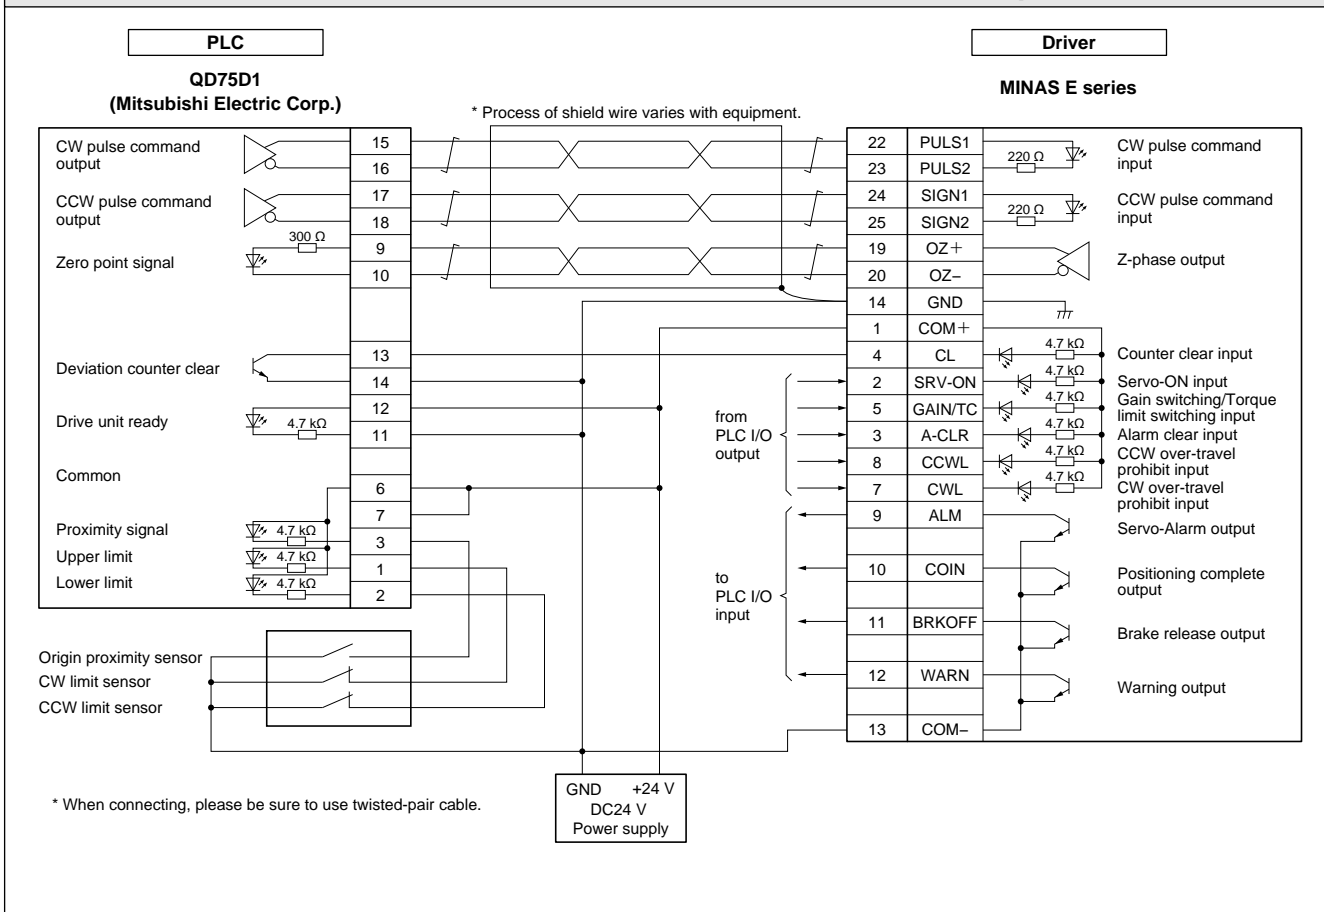 PLC
QD75D1
(Mitsubishi Electric Corp.)
Driver
MINAS E series
* Process of shield wire varies with equipment.
CW pulse command
output
15
16
CCW pulse command
output
17
18
300 Ω
Zero point signal
9
10
Deviation counter clear
13
14
Drive unit ready
4.7 kΩ
12
11
Common
6
7
Proximity signal
4.7 kΩ
3
Upper limit
4.7 kΩ
1
Lower limit
4.7 kΩ
2
Origin proximity sensor
CW limit sensor
CCW limit sensor
from
PLC I/O
output
to
PLC I/O
input
22 PULS1
23 PULS2
220 Ω
CW pulse command
input
24 SIGN1
25 SIGN2
220 Ω
CCW pulse command
input
19 OZ+
20 OZ−
Z-phase output
14 GND
1 COM+
4 CL
4.7 kΩ
Counter clear input
2 SRV-ON
4.7 kΩ
Servo-ON input
5 GAIN/TC
4.7 kΩ
Gain switching/Torque
limit switching input
3 A-CLR
4.7 kΩ
Alarm clear input
8 CCWL
4.7 kΩ
CCW over-travel
prohibit input
7 CWL
4.7 kΩ
CW over-travel
prohibit input
9 ALM
Servo-Alarm output
10 COIN
Positioning complete
output
11 BRKOFF
Brake release output
12 WARN
Warning output
13 COM−
GND +24 V
DC24 V
Power supply
* When connecting, please be sure to use twisted-pair cable.